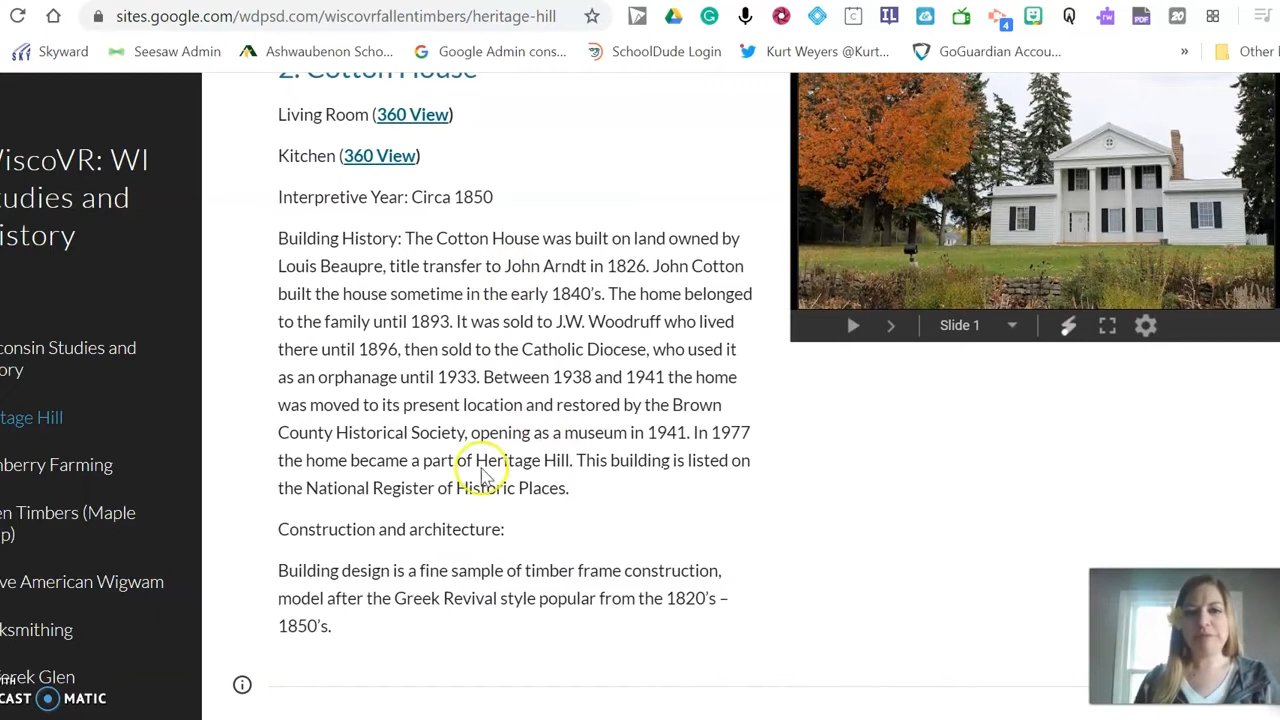 sites.google.com/wdpsd.com/wiscovrfallentimbers/heritage-hill
4
20
Skyward
Seesaw Admin
Ashwaubenon Scho...
Google Admin cons...
SchoolDude Login
Kurt Weyers @Kurt...
GoGuardian Accou...
»
Other
2. Cotton House
Living Room (360 View)
Kitchen (360 View)
Interpretive Year: Circa 1850
Building History: The Cotton House was built on land owned by
Louis Beaupre, title transfer to John Arndt in 1826. John Cotton
built the house sometime in the early 1840's. The home belonged
to the family until 1893. It was sold to J.W. Woodruff who lived
there until 1896, then sold to the Catholic Diocese, who used it
as an orphanage until 1933. Between 1938 and 1941 the home
was moved to its present location and restored by the Brown
County Historical Society, opening as a museum in 1941. In 1977
the home became a part of Heritage Hill. This building is listed on
the National Register of Historic Places.
Construction and architecture:
Building design is a fine sample of timber frame construction,
model after the Greek Revival style popular from the 1820's –
1850's.
iscoVR: WI
tudies and
istory
consin Studies and
ory
tage Hill
nberry Farming
en Timbers (Maple
p)
ve American Wigwam
ksmithing
erek Glen
CAST MATIC
Slide 1